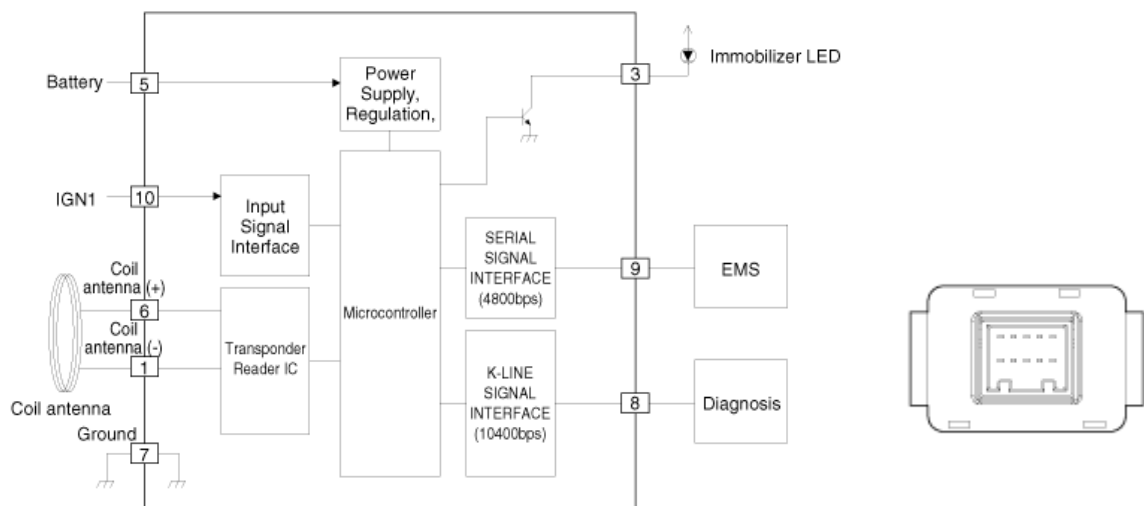 Battery
5
Power
Supply,
Regulation,
3
Immobilizer LED
IGN1
10
Input
Signal
Interface
SERIAL
SIGNAL
INTERFACE
(4800bps)
9
EMS
Coil
antenna (+)
6
Coil
antenna (-)
1
Coil antenna
Transponder
Reader IC
Microcontroller
K-LINE
SIGNAL
INTERFACE
(10400bps)
8
Diagnosis
Ground
7